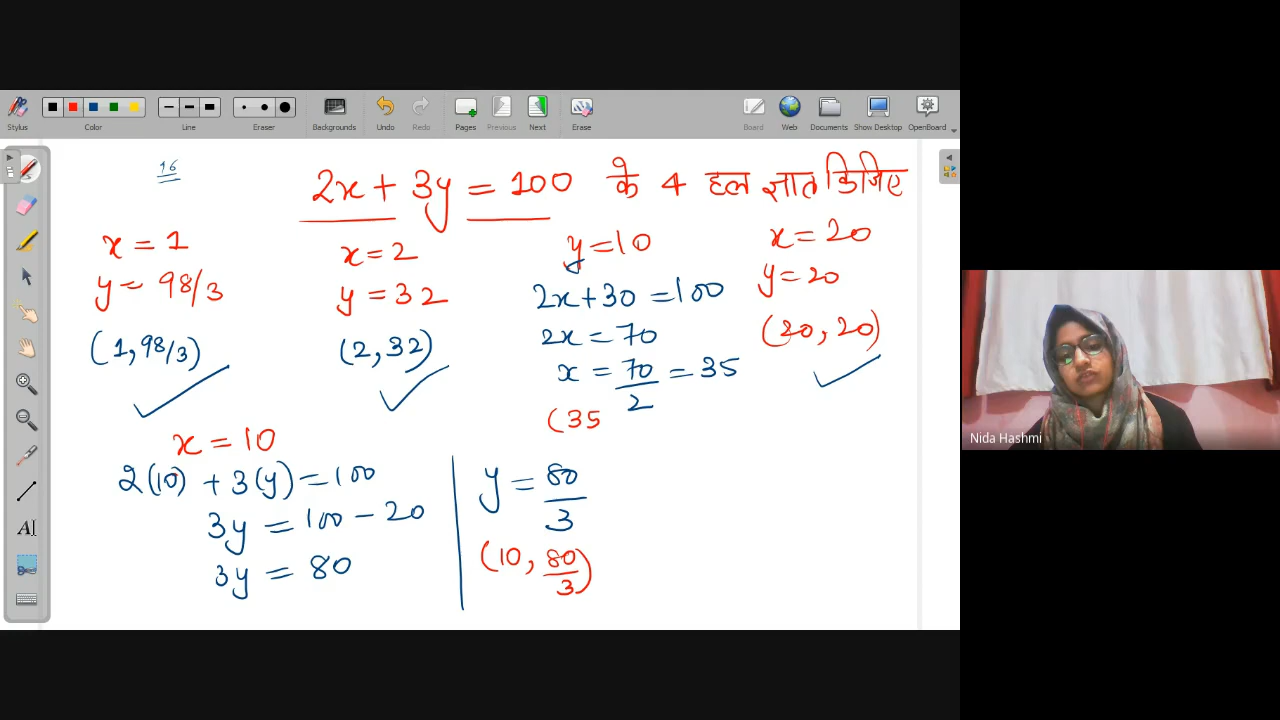 Stylus
Color
Line
Eraser
Backgrounds
Undo
Redo
Pages
Previous
Next
Erase
Board
Web
Documents
Show Desktop
OpenBoard
16
2x + 3y = 100 के 4 हल ज्ञात किजिए
x = 1
y = 98/3
(1, 98/3)
x = 2
y = 32
(2, 32)
y = 10
2x + 30 = 100
2x = 70
x = 70/2 = 35
(35
x = 20
y = 20
(20, 20)
x = 10
2(10) + 3(y) = 100
3y = 100 - 20
3y = 80
y = 80/3
(10, 80/3)
Nida Hashmi